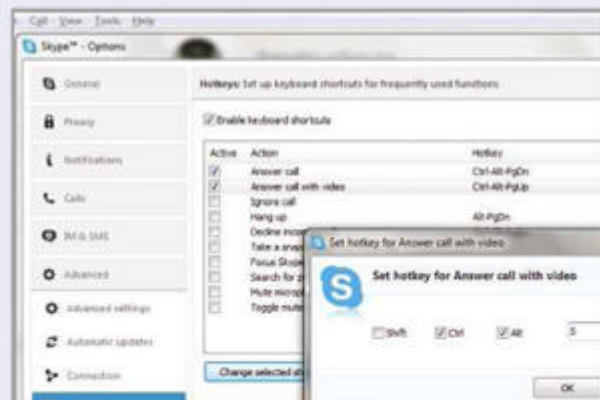 Call View Tools Help
Skype™ - Options
General
Hotkeys: Set up keyboard shortcuts for frequently used functions
Privacy
Enable keyboard shortcuts
Notifications
Active Action Hotkey
Answer call Ctrl-Alt-PgDn
Answer call with video Ctrl-Alt-PgUp
Calls
Ignore call
Hang up Alt-PgDn
IM & SMS
Decline
Set hotkey for Answer call with video
Take a
Focus Skype
Advanced
Search for
Set hotkey for Answer call with video
Mute
Toggle mute
Advanced settings
Shift Ctrl Alt S
Automatic updates
Connection
Change selected
OK